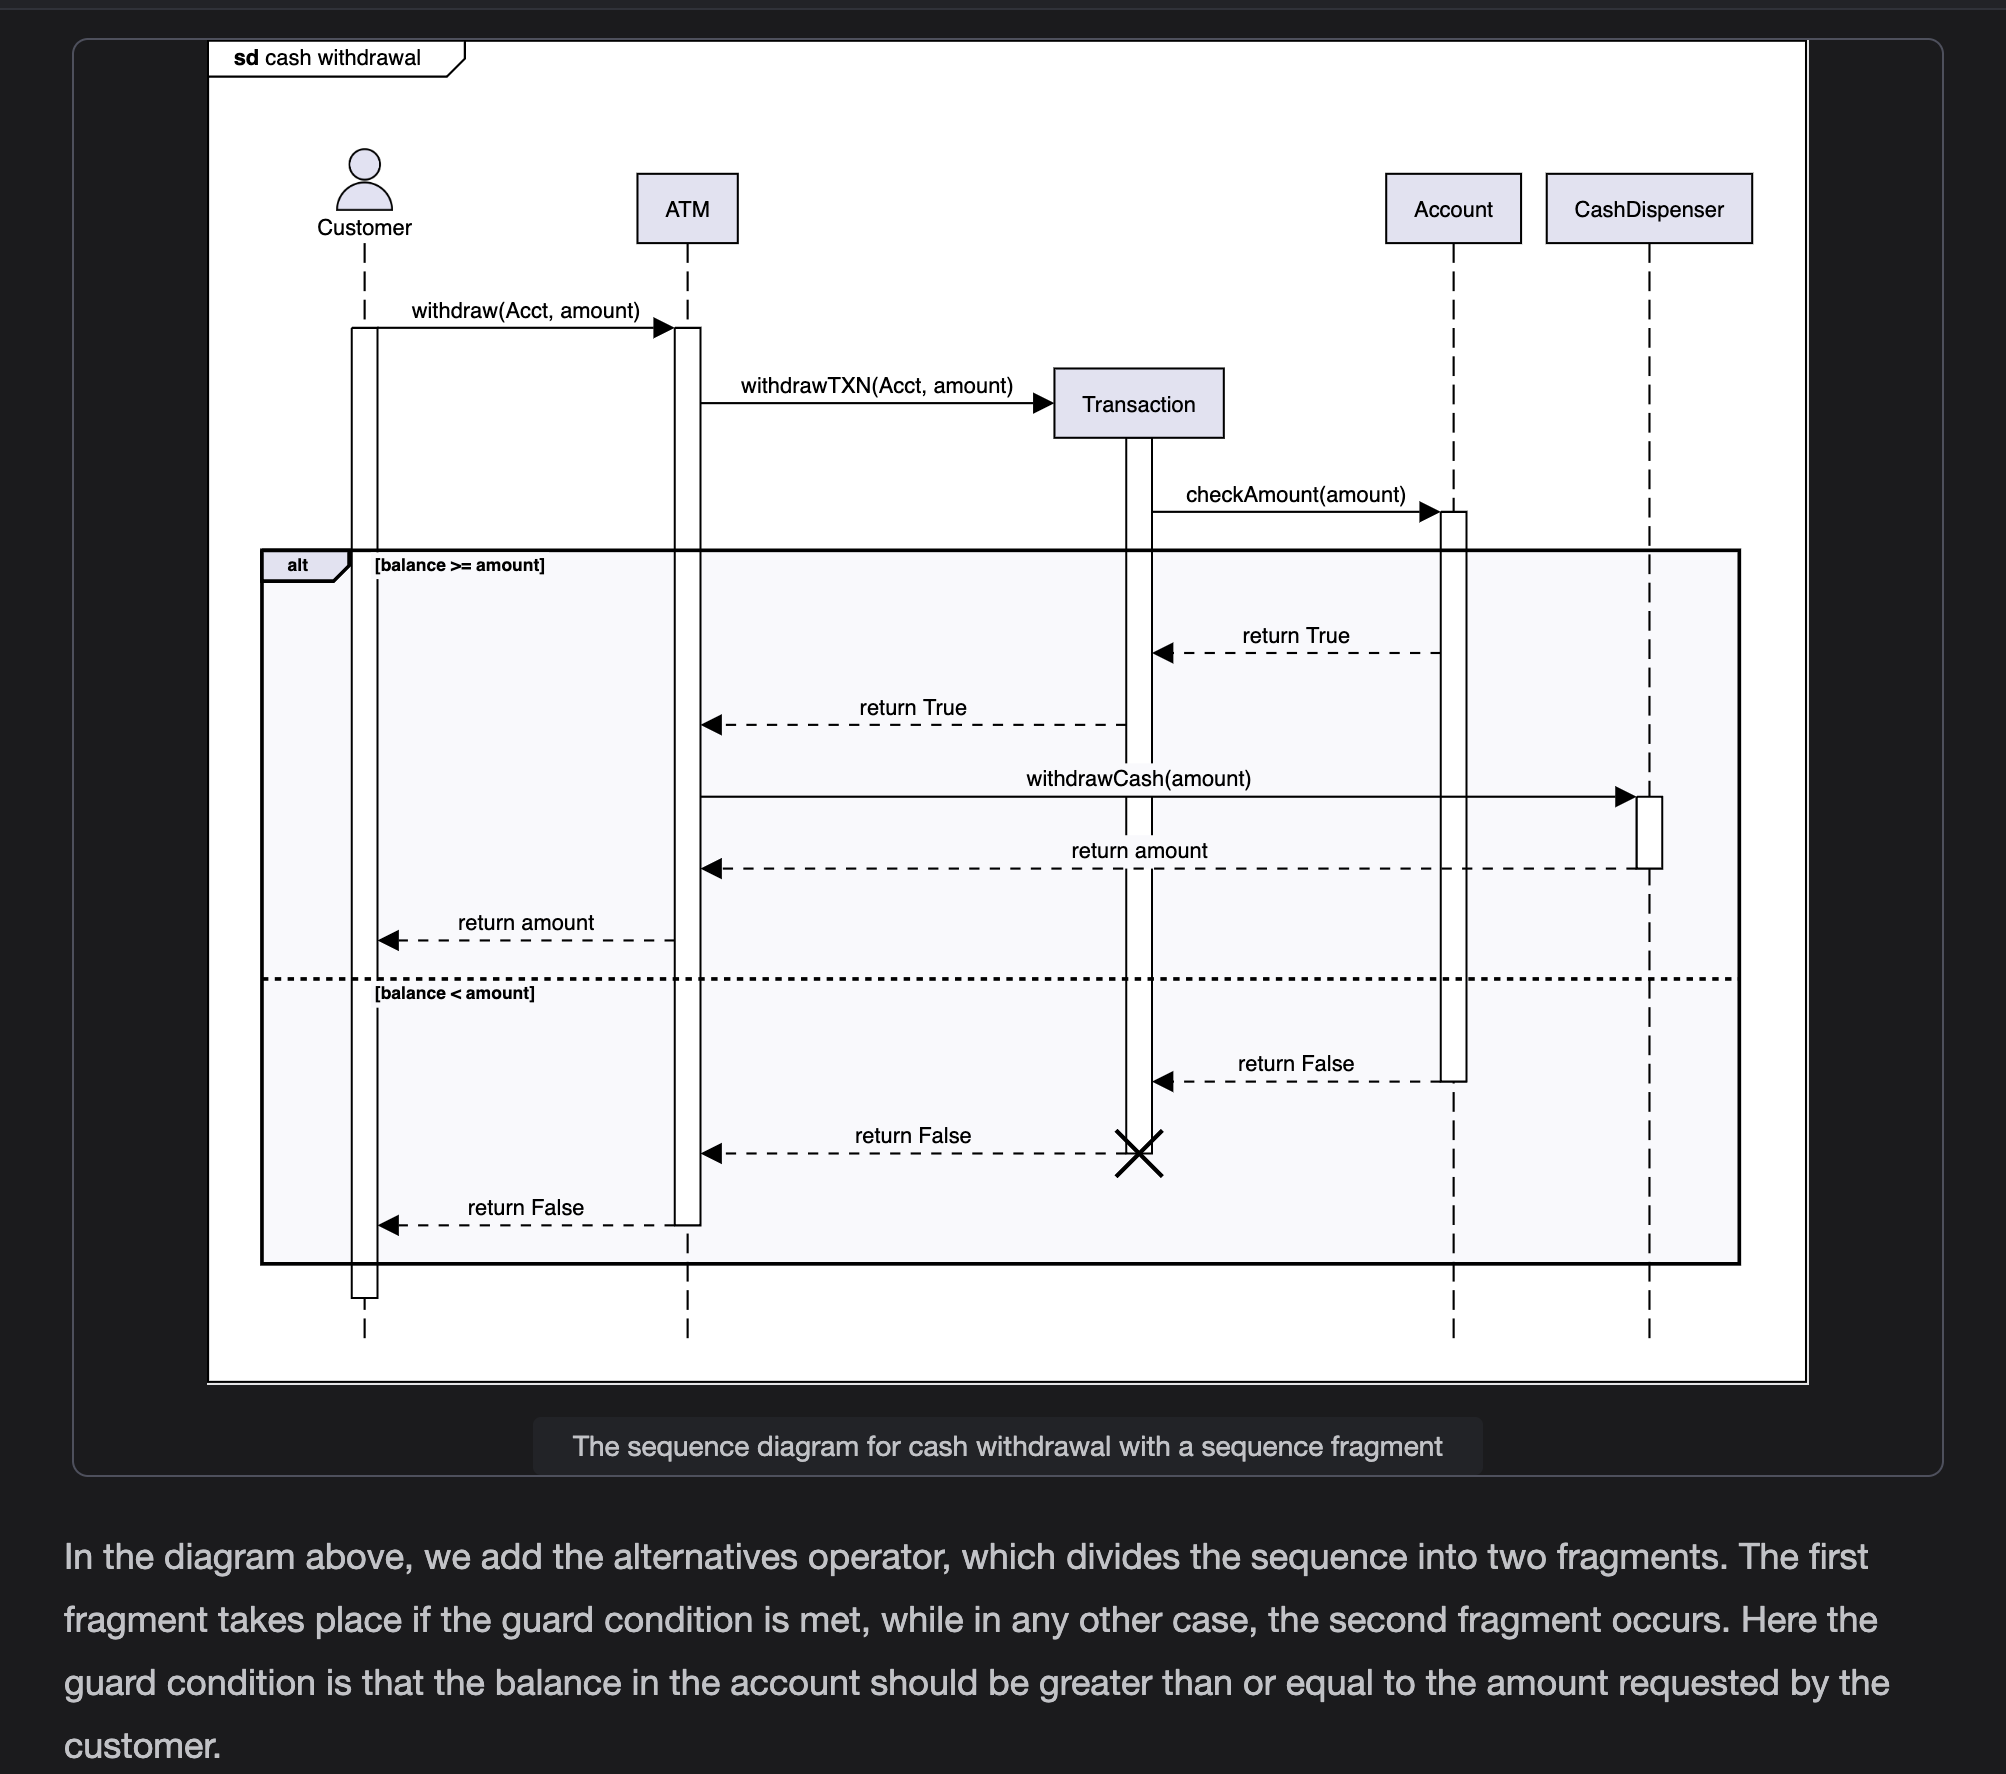 sd cash withdrawal
Customer
ATM
Account
CashDispenser
withdraw(Acct, amount)
withdrawTXN(Acct, amount)
Transaction
checkAmount(amount)
alt
[balance >= amount]
return True
return True
withdrawCash(amount)
return amount
return amount
[balance < amount]
return False
return False
return False
The sequence diagram for cash withdrawal with a sequence fragment
In the diagram above, we add the alternatives operator, which divides the sequence into two fragments. The first
fragment takes place if the guard condition is met, while in any other case, the second fragment occurs. Here the
guard condition is that the balance in the account should be greater than or equal to the amount requested by the
customer.